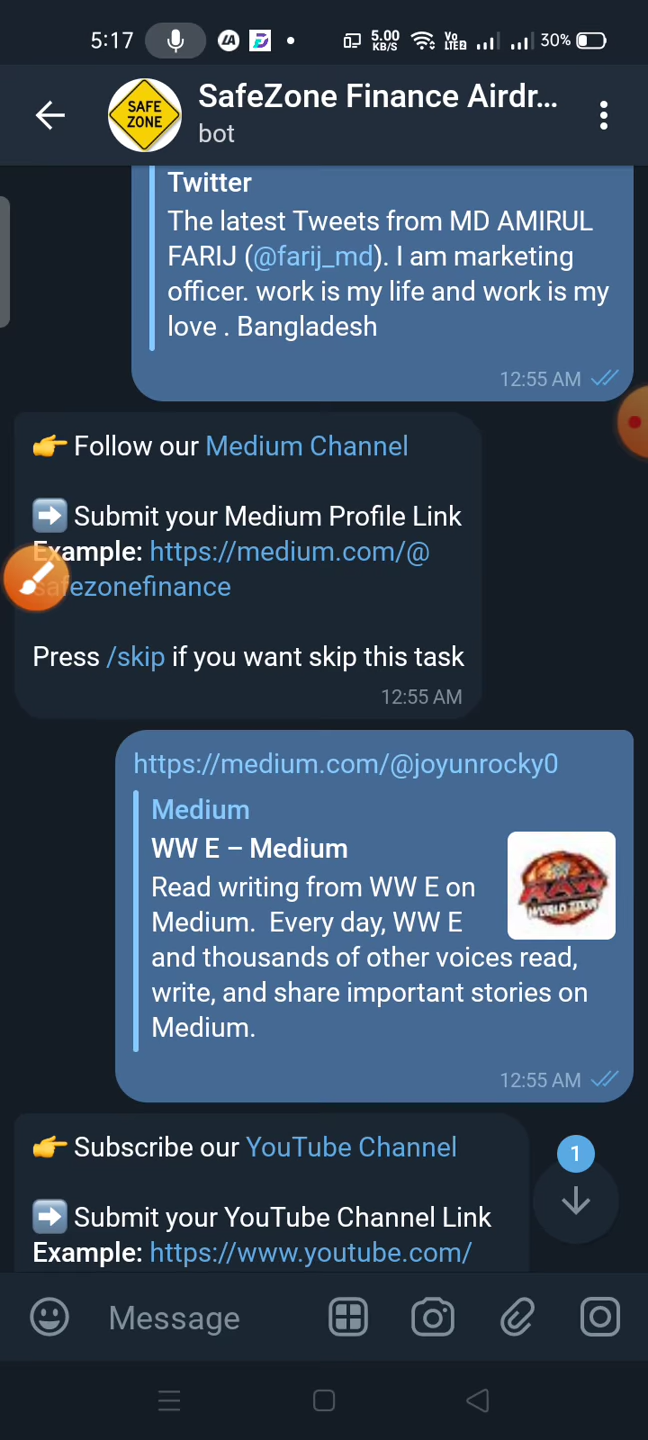 5:17
5.00
KB/S
Vo
LTE2
30%
SAFE
ZONE
SafeZone Finance Airdr...
bot
Twitter
The latest Tweets from MD AMIRUL
FARIJ (@farij_md). I am marketing
officer. work is my life and work is my
love . Bangladesh
12:55 AM
👉 Follow our Medium Channel
➡️ Submit your Medium Profile Link
Example: https://medium.com/@
safezonefinance
Press /skip if you want skip this task
12:55 AM
https://medium.com/@joyunrocky0
Medium
WW E – Medium
Read writing from WW E on
Medium. Every day, WW E
and thousands of other voices read,
write, and share important stories on
Medium.
RAW
WORLD TOUR
12:55 AM
👉 Subscribe our YouTube Channel
1
➡️ Submit your YouTube Channel Link
Example: https://www.youtube.com/
Message